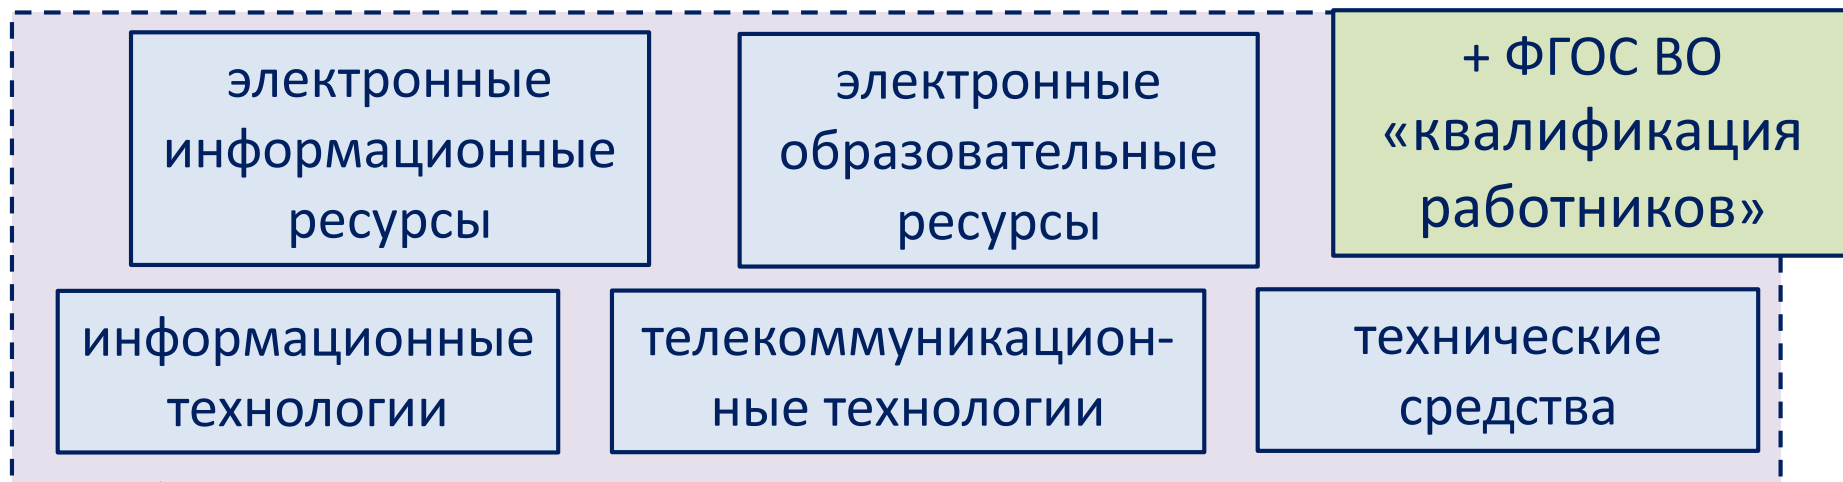 электронные
информационные
ресурсы
электронные
образовательные
ресурсы
+ ФГОС ВО
«квалификация
работников»
информационные
технологии
телекоммуникацион-
ные технологии
технические
средства